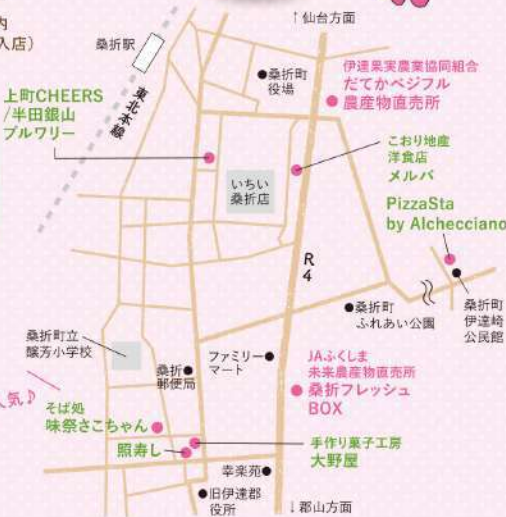 内
入店）
↑仙台方面
桑折駅
東北本線
桑折町
役場
伊達果実農業協同組合
だてかベジフル
農産物直売所
上町CHEERS
/半田銀山
ブルワリー
こおり地産
洋食店
メルバ
いちい
桑折店
PizzaSta
by Alchecciano
R4
桑折町
ふれあい公園
桑折町
伊達崎
公民館
桑折町立
醸芳小学校
桑折
郵便局
ファミリー
マート
JAふくしま
未来農産物直売所
桑折フレッシュ
BOX
人気♪
そば処
味祭さこちゃん
照寿し
手作り菓子工房
大野屋
幸楽苑
旧伊達郡
役所
↓郡山方面